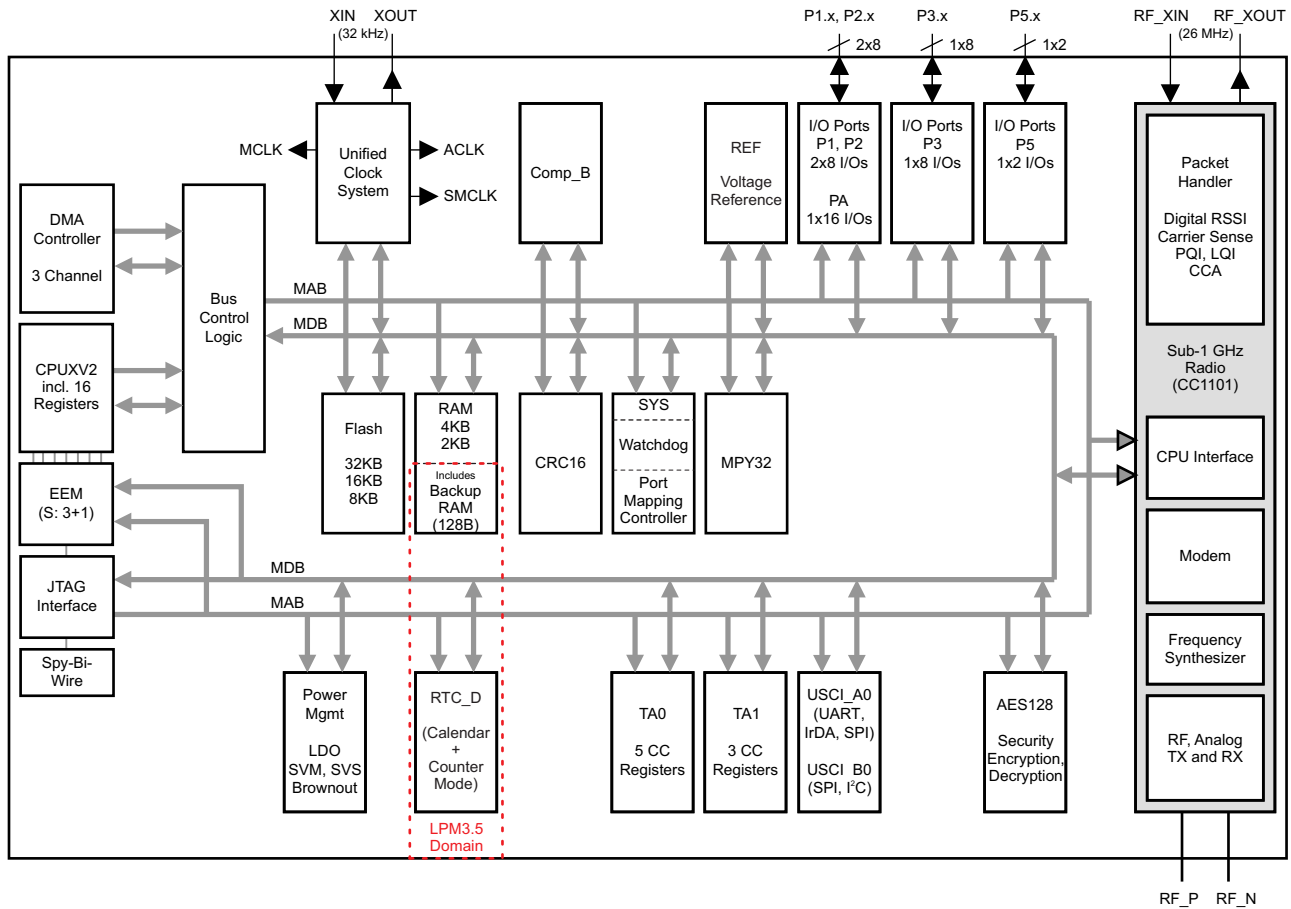 XIN XOUT
(32 kHz)
P1.x, P2.x
2x8
P3.x
1x8
P5.x
1x2
RF_XIN RF_XOUT
(26 MHz)
MCLK
Unified
Clock
System
ACLK
SMCLK
Comp_B
REF
Voltage
Reference
I/O Ports
P1, P2
2x8 I/Os
PA
1x16 I/Os
I/O Ports
P3
1x8 I/Os
I/O Ports
P5
1x2 I/Os
Packet
Handler
Digital RSSI
Carrier Sense
PQI, LQI
CCA
DMA
Controller
3 Channel
Bus
Control
Logic
MAB
MDB
CPUXV2
incl. 16
Registers
Sub-1 GHz
Radio
(CC1101)
Flash
32KB
16KB
8KB
RAM
4KB
2KB
Includes
Backup
RAM
(128B)
CRC16
SYS
Watchdog
Port
Mapping
Controller
MPY32
CPU Interface
EEM
(S: 3+1)
Modem
JTAG
Interface
MDB
MAB
Spy-Bi-
Wire
Frequency
Synthesizer
Power
Mgmt
LDO
SVM, SVS
Brownout
RTC_D
(Calendar
+
Counter
Mode)
LPM3.5
Domain
TA0
5 CC
Registers
TA1
3 CC
Registers
USCI_A0
(UART,
IrDA, SPI)
USCI_B0
(SPI, I²C)
AES128
Security
Encryption,
Decryption
RF, Analog
TX and RX
RF_P RF_N